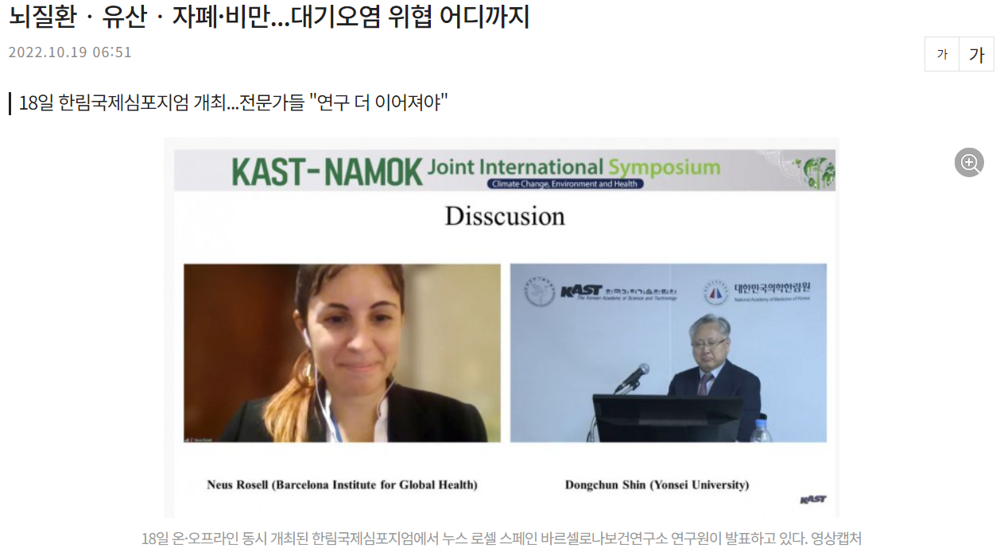 뇌질환ㆍ유산ㆍ자폐·비만...대기오염 위협 어디까지
2022.10.19 06:51
가 가
18일 한림국제심포지엄 개최...전문가들 "연구 더 이어져야"
KAST-NAMOK Joint International Symposium
Climate Change, Environment and Health
Disscusion
KAST 한국과학기술한림원
The Korean Academy of Science and Technology
대한민국의학한림원
National Academy of Medicine of Korea
Neus Rosell (Barcelona Institute for Global Health)
Dongchun Shin (Yonsei University)
KAST
18일 온·오프라인 동시 개최된 한림국제심포지엄에서 누스 로셀 스페인 바르셀로나보건연구소 연구원이 발표하고 있다. 영상캡처